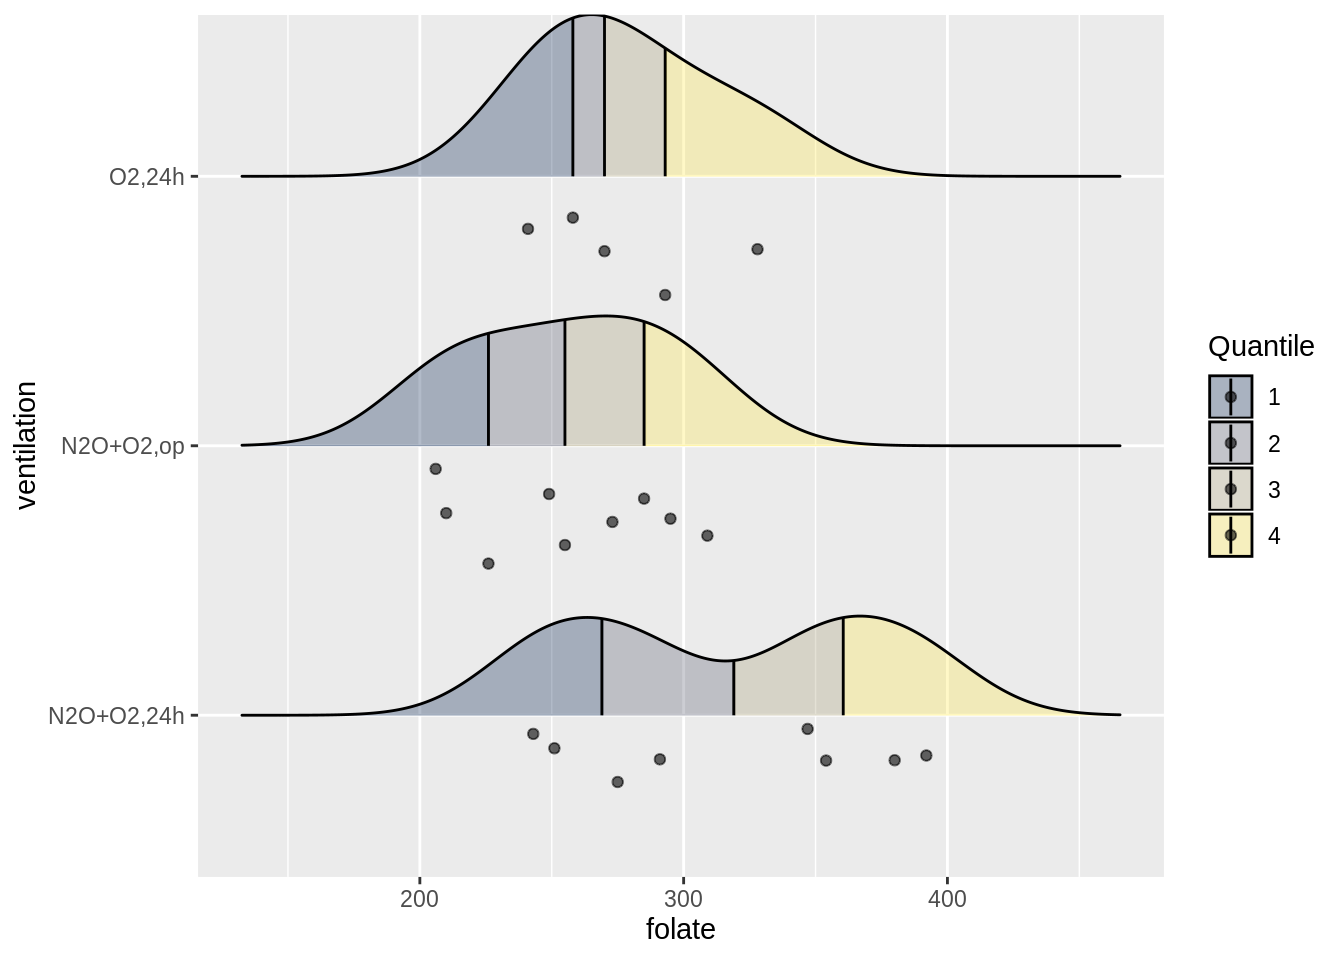 O2,24h
N2O+O2,op
N2O+O2,24h
ventilation
200
300
400
folate
Quantile
1
2
3
4